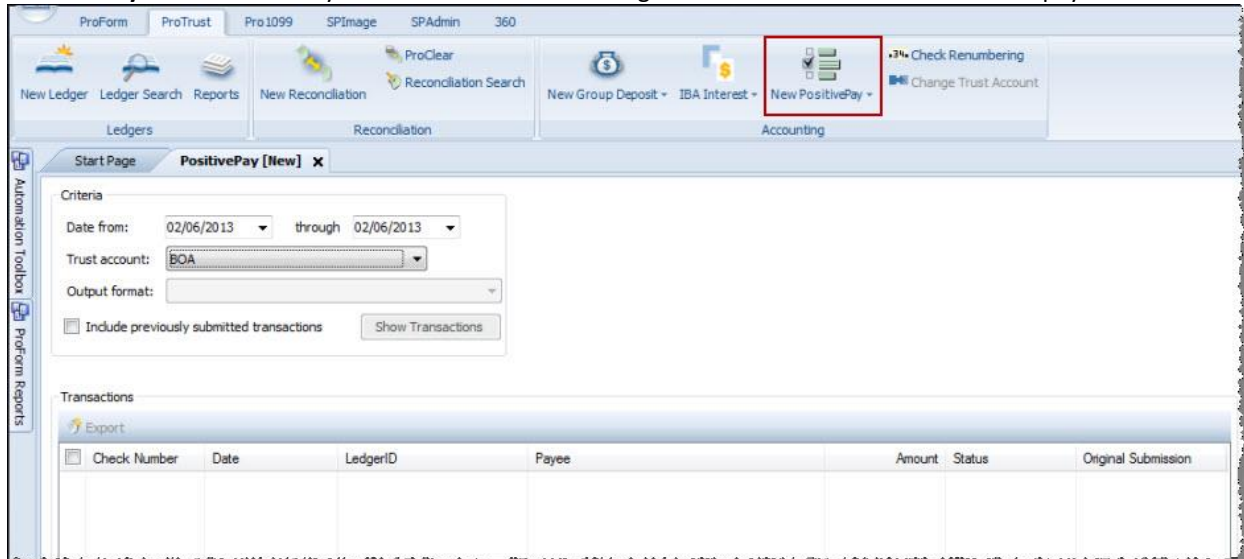 ProForm ProTrust Pro1099 SPImage SPAdmin 360
New Ledger Ledger Search Reports New Reconciliation ProClear Reconciliation Search New Group Deposit IBA Interest New PositivePay Check Renumbering Change Trust Account
Ledgers Reconciliation Accounting
Start Page PositivePay [New] x
Automation Toolbox
ProForm Reports
Criteria
Date from: 02/06/2013 through 02/06/2013
Trust account: BOA
Output format:
Include previously submitted transactions Show Transactions
Transactions
Export
Check Number Date LedgerID Payee Amount Status Original Submission